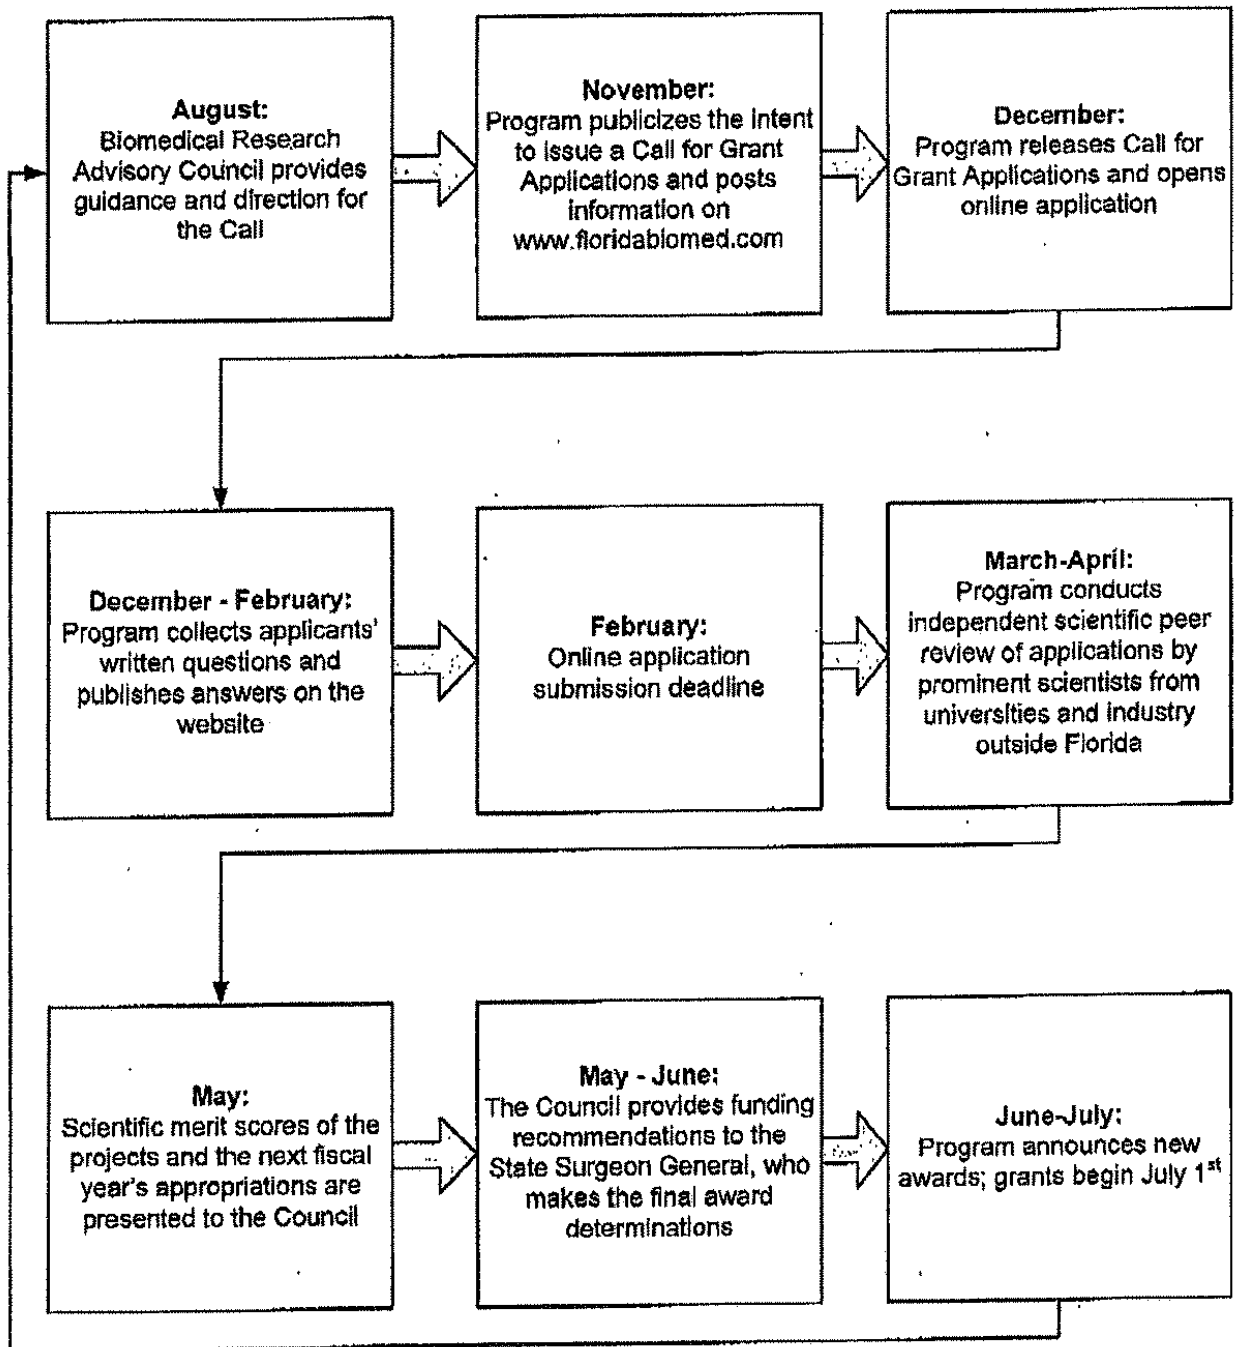 August:
Biomedical Research
Advisory Council provides
guidance and direction for
the Call
November:
Program publicizes the intent
to issue a Call for Grant
Applications and posts
information on
www.floridabiomed.com
December:
Program releases Call for
Grant Applications and opens
online application
December - February:
Program collects applicants'
written questions and
publishes answers on the
website
February:
Online application
submission deadline
March-April:
Program conducts
independent scientific peer
review of applications by
prominent scientists from
universities and industry
outside Florida
May:
Scientific merit scores of the
projects and the next fiscal
year's appropriations are
presented to the Council
May - June:
The Council provides funding
recommendations to the
State Surgeon General, who
makes the final award
determinations
June-July:
Program announces new
awards; grants begin July 1st